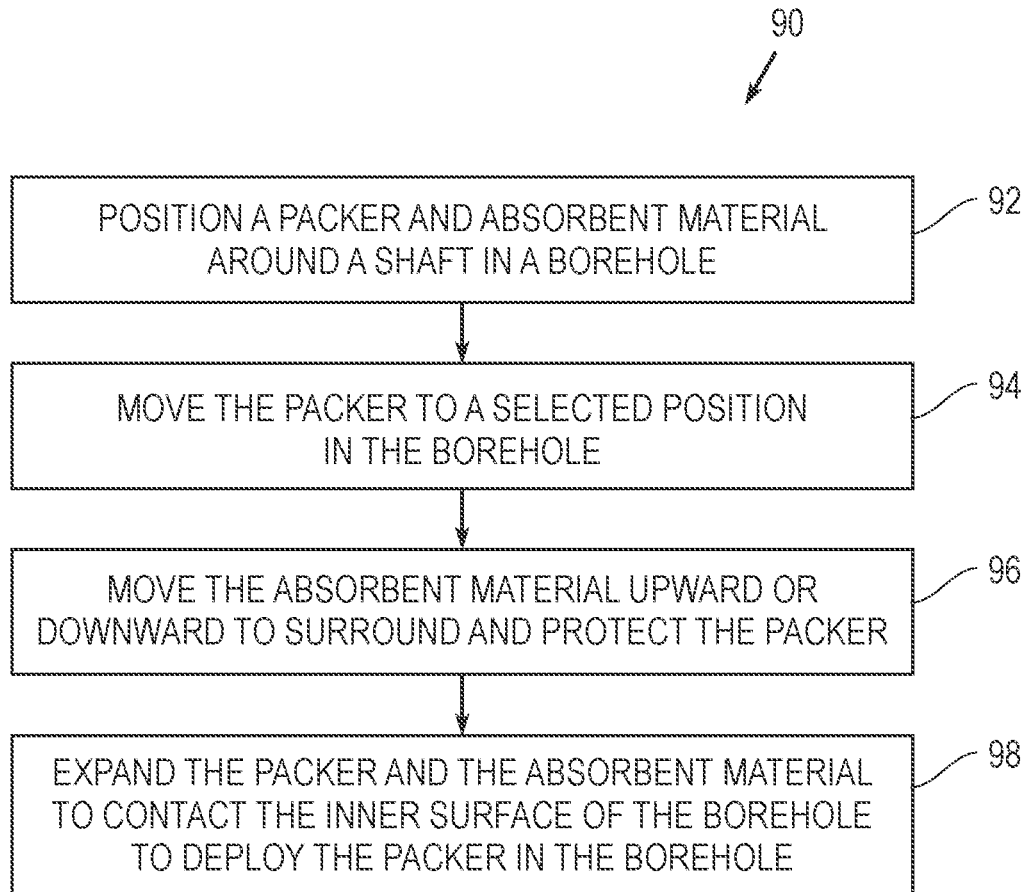 90
POSITION A PACKER AND ABSORBENT MATERIAL
AROUND A SHAFT IN A BOREHOLE
92
MOVE THE PACKER TO A SELECTED POSITION
IN THE BOREHOLE
94
MOVE THE ABSORBENT MATERIAL UPWARD OR
DOWNWARD TO SURROUND AND PROTECT THE PACKER
96
EXPAND THE PACKER AND THE ABSORBENT MATERIAL
TO CONTACT THE INNER SURFACE OF THE BOREHOLE
TO DEPLOY THE PACKER IN THE BOREHOLE
98